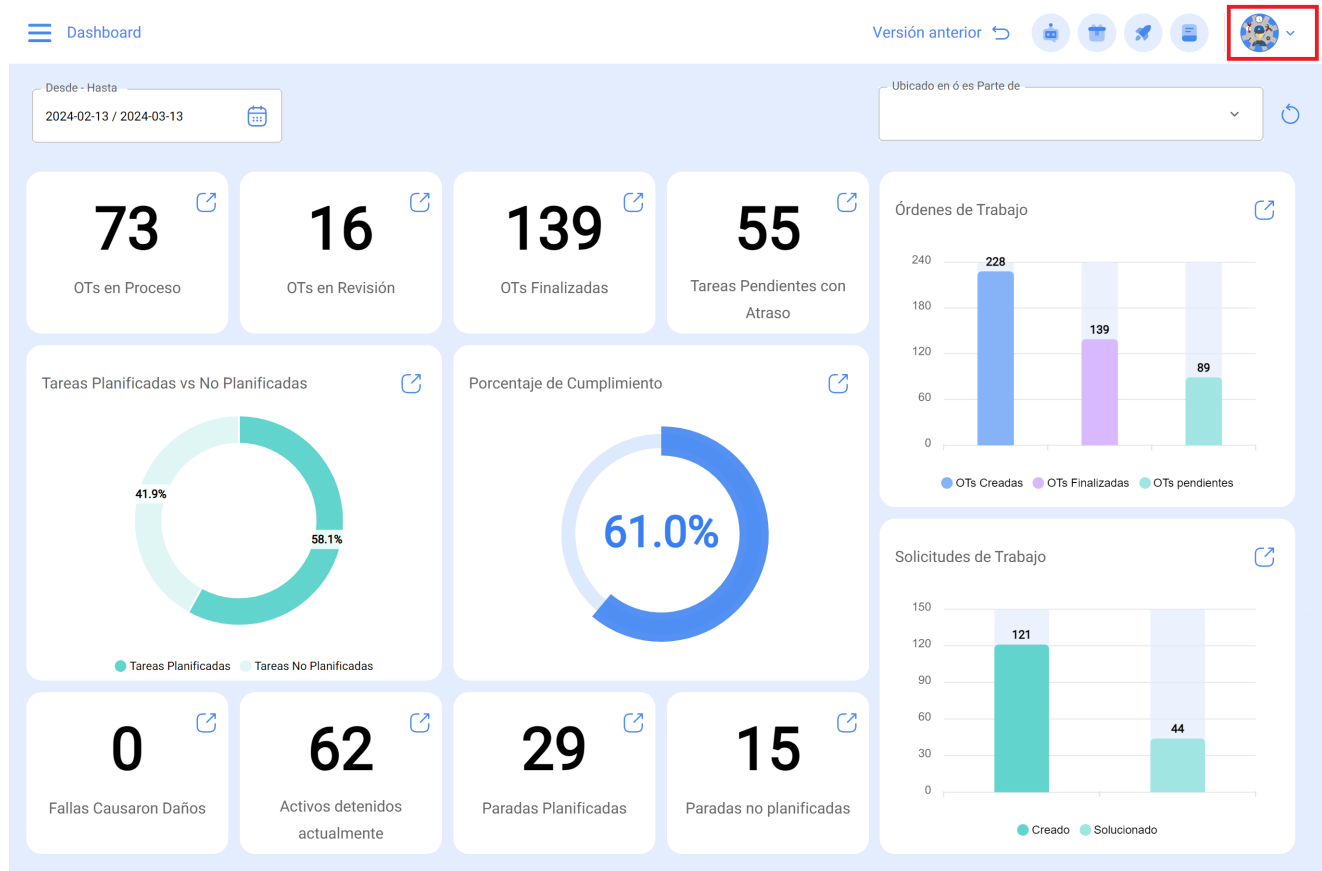 Dashboard
Versión anterior
Desde - Hasta
2024-02-13 / 2024-03-13
Ubicado en ó es Parte de
73
OTs en Proceso
16
OTs en Revisión
139
OTs Finalizadas
55
Tareas Pendientes con
Atraso
Órdenes de Trabajo
240
180
120
60
0
228
139
89
OTs Creadas
OTs Finalizadas
OTs pendientes
Tareas Planificadas vs No Planificadas
41.9%
58.1%
Tareas Planificadas
Tareas No Planificadas
Porcentaje de Cumplimiento
61.0%
Solicitudes de Trabajo
150
120
90
60
30
0
121
44
Creado
Solucionado
0
Fallas Causaron Daños
62
Activos detenidos
actualmente
29
Paradas Planificadas
15
Paradas no planificadas